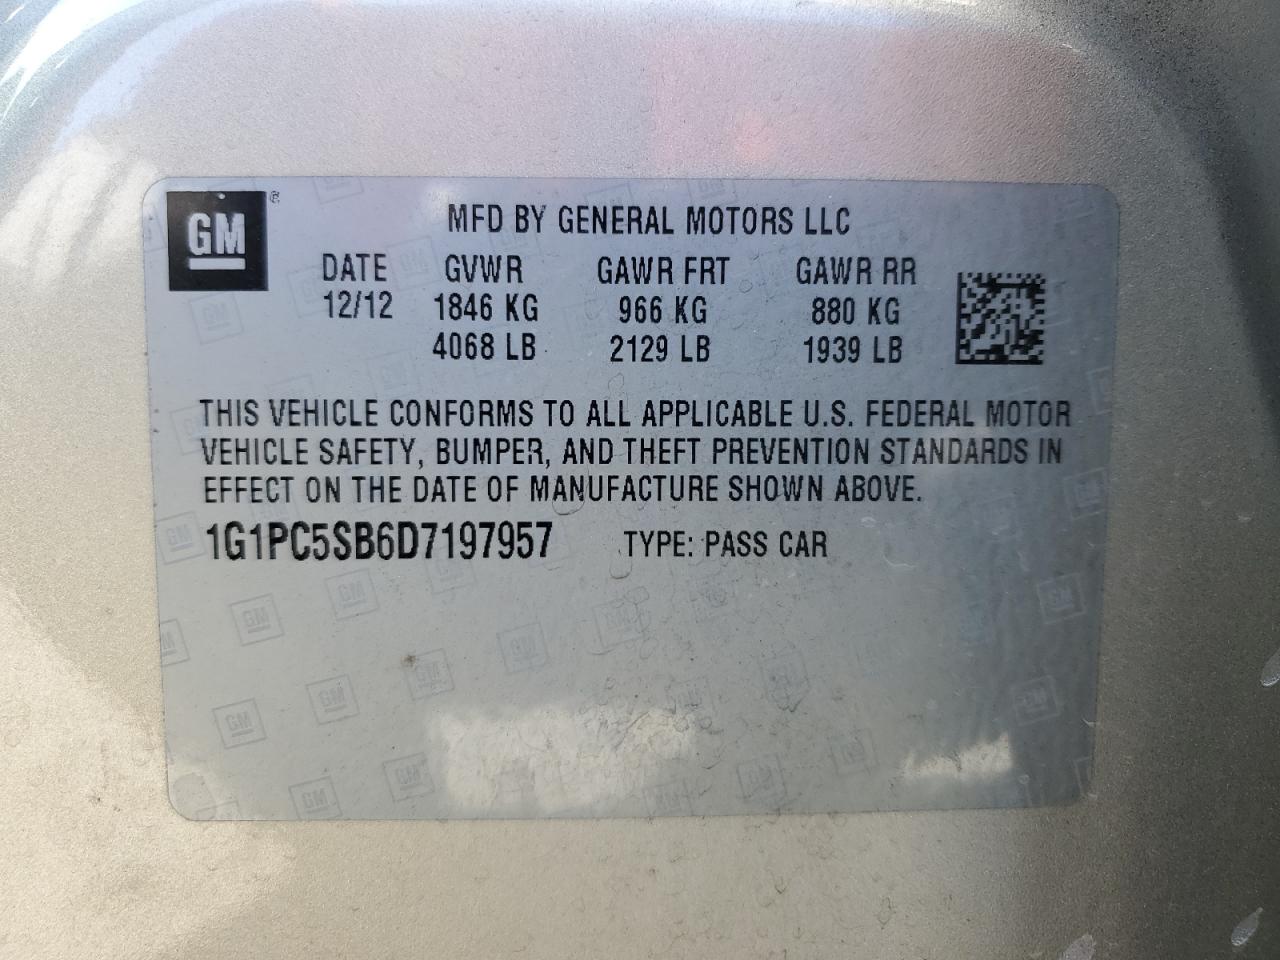 GM®
MFD BY GENERAL MOTORS LLC
DATE GVWR GAWR FRT GAWR RR
12/12 1846 KG 966 KG 880 KG
4068 LB 2129 LB 1939 LB
THIS VEHICLE CONFORMS TO ALL APPLICABLE U.S. FEDERAL MOTOR
VEHICLE SAFETY, BUMPER, AND THEFT PREVENTION STANDARDS IN
EFFECT ON THE DATE OF MANUFACTURE SHOWN ABOVE.
1G1PC5SB6D7197957 TYPE: PASS CAR